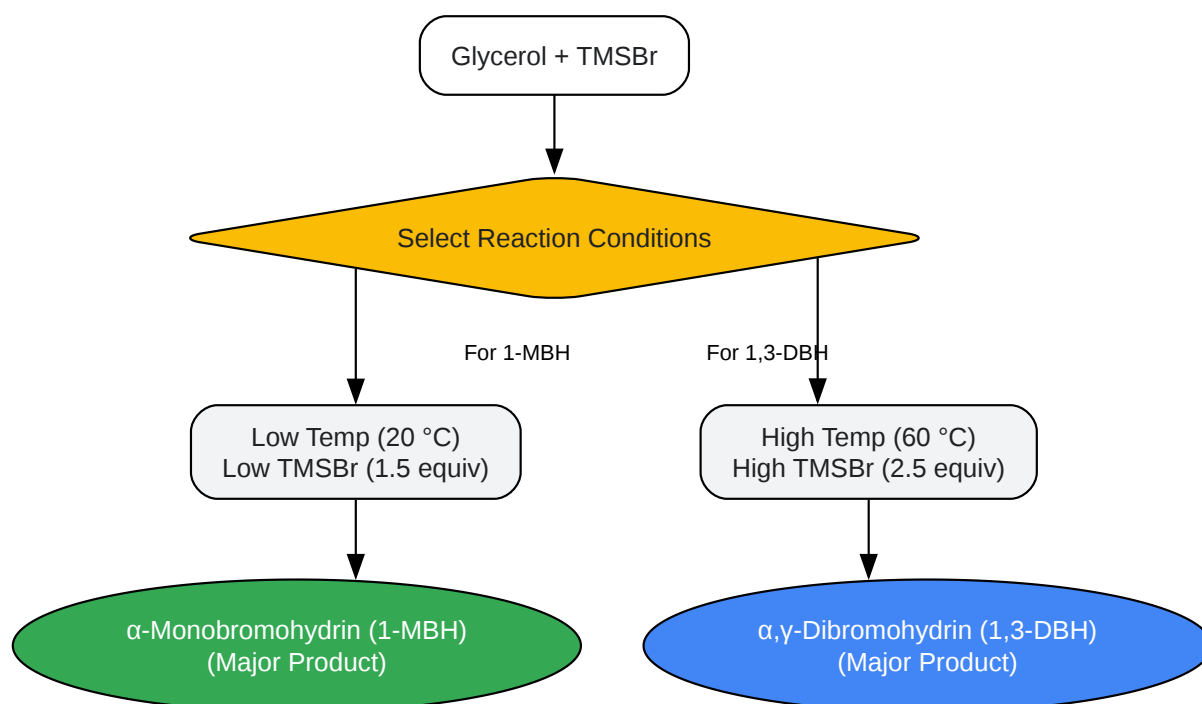 Glycerol + TMSBr
Select Reaction Conditions
For 1-MBH
For 1,3-DBH
Low Temp (20 °C)
Low TMSBr (1.5 equiv)
High Temp (60 °C)
High TMSBr (2.5 equiv)
α-Monobromohydrin (1-MBH)
(Major Product)
α,γ-Dibromohydrin (1,3-DBH)
(Major Product)